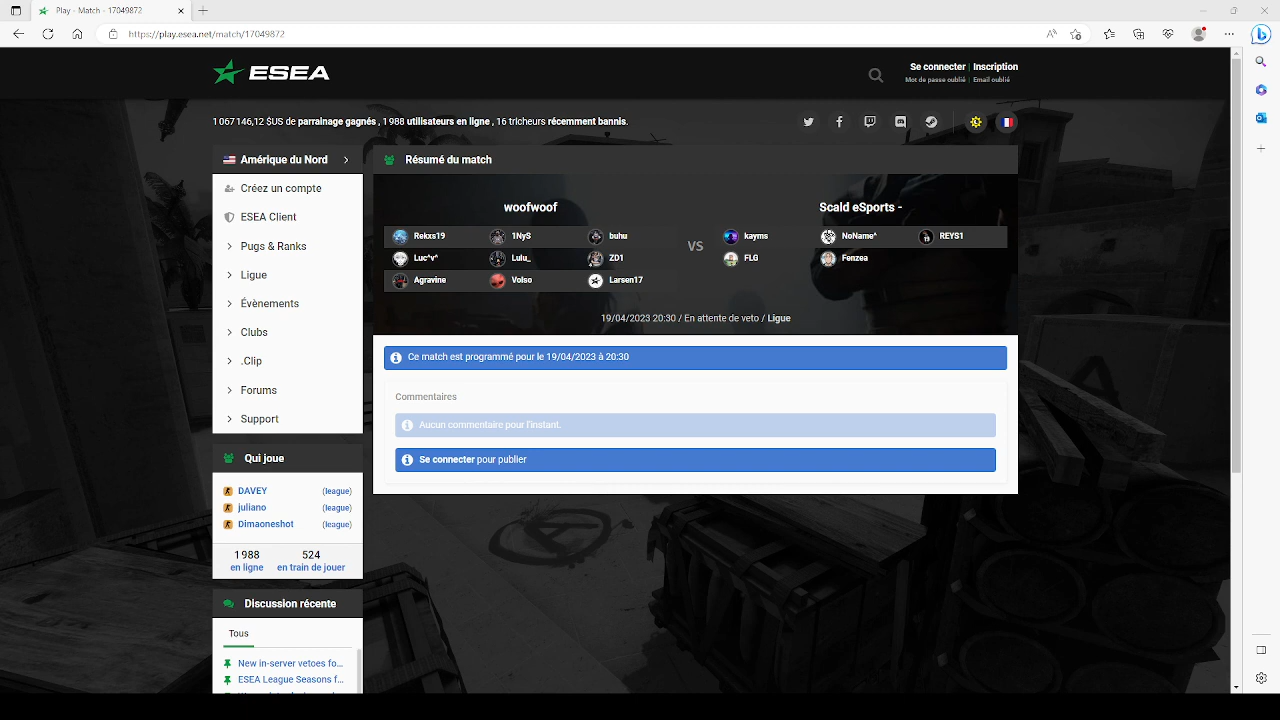 Play - Match - 17049872
https://play.esea.net/match/17049872
ESEA
Se connecter | Inscription
Mot de passe oublié | Email oublié
1 067 146,12 $US de parrainage gagnés , 1 988 utilisateurs en ligne , 16 tricheurs récemment bannis.
Amérique du Nord
Créez un compte
ESEA Client
Pugs & Ranks
Ligue
Évènements
Clubs
.Clip
Forums
Support
Qui joue
DAVEY (league)
juliano (league)
Dimaoneshot (league)
1 988 524
en ligne en train de jouer
Discussion récente
Tous
New in-server vetoes fo...
ESEA League Seasons f...
Résumé du match
woofwoof Scald eSports -
Rekxs19 1NyS buhu VS kayms NoName^ REYS1
Luc^v^ Lulu_ ZD1 FLG Fenzea
Agravine Volso Larsen17
19/04/2023 20:30 / En attente de veto / Ligue
Ce match est programmé pour le 19/04/2023 à 20:30
Commentaires
Aucun commentaire pour l'instant.
Se connecter pour publier